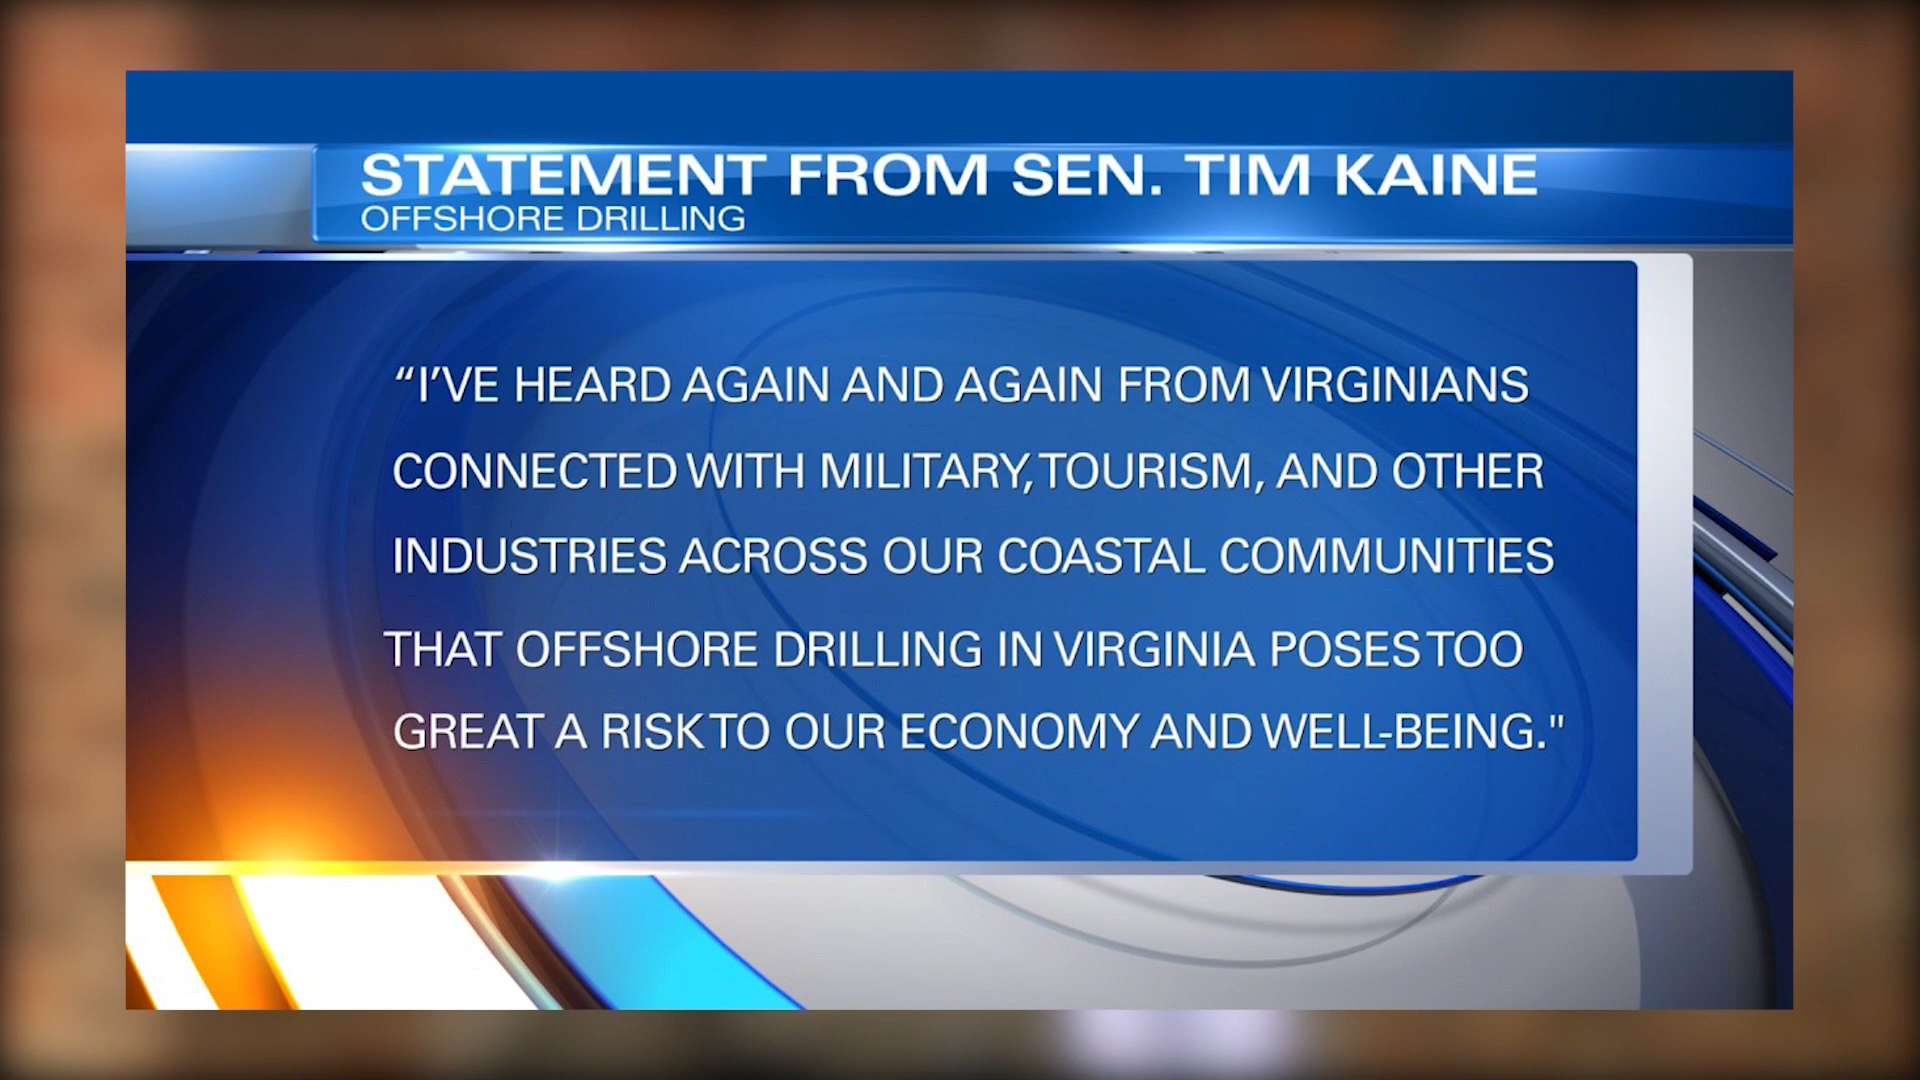 STATEMENT FROM SEN. TIM KAINE
OFFSHORE DRILLING
“I’VE HEARD AGAIN AND AGAIN FROM VIRGINIANS
CONNECTED WITH MILITARY, TOURISM, AND OTHER
INDUSTRIES ACROSS OUR COASTAL COMMUNITIES
THAT OFFSHORE DRILLING IN VIRGINIA POSES TOO
GREAT A RISK TO OUR ECONOMY AND WELL-BEING."